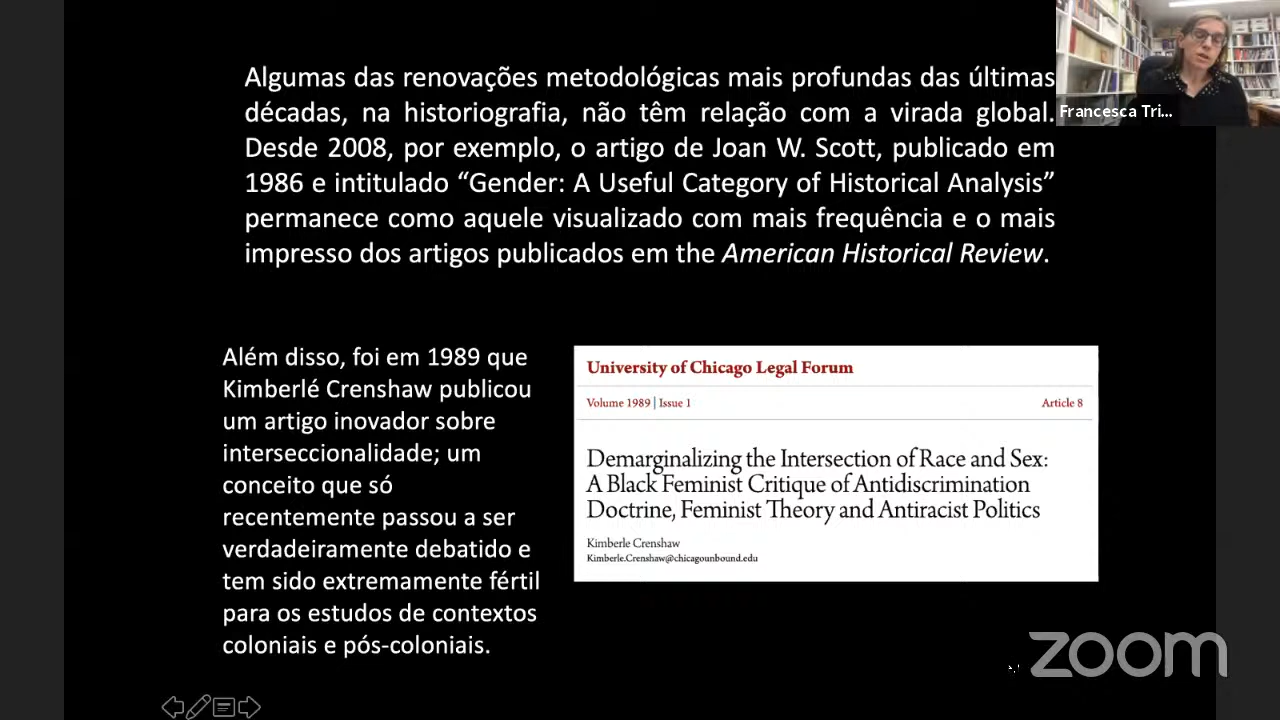 Algumas das renovações metodológicas mais profundas das últimas
décadas, na historiografia, não têm relação com a virada global.
Desde 2008, por exemplo, o artigo de Joan W. Scott, publicado em
1986 e intitulado “Gender: A Useful Category of Historical Analysis”
permanece como aquele visualizado com mais frequência e o mais
impresso dos artigos publicados em the American Historical Review.
Francesca Tri...
Além disso, foi em 1989 que
Kimberlé Crenshaw publicou
um artigo inovador sobre
interseccionalidade; um
conceito que só
recentemente passou a ser
verdadeiramente debatido e
tem sido extremamente fértil
para os estudos de contextos
coloniais e pós-coloniais.
University of Chicago Legal Forum
Volume 1989 | Issue 1 Article 8
Demarginalizing the Intersection of Race and Sex:
A Black Feminist Critique of Antidiscrimination
Doctrine, Feminist Theory and Antiracist Politics
Kimberle Crenshaw
Kimberle.Crenshaw@chicagounbound.edu
zoom